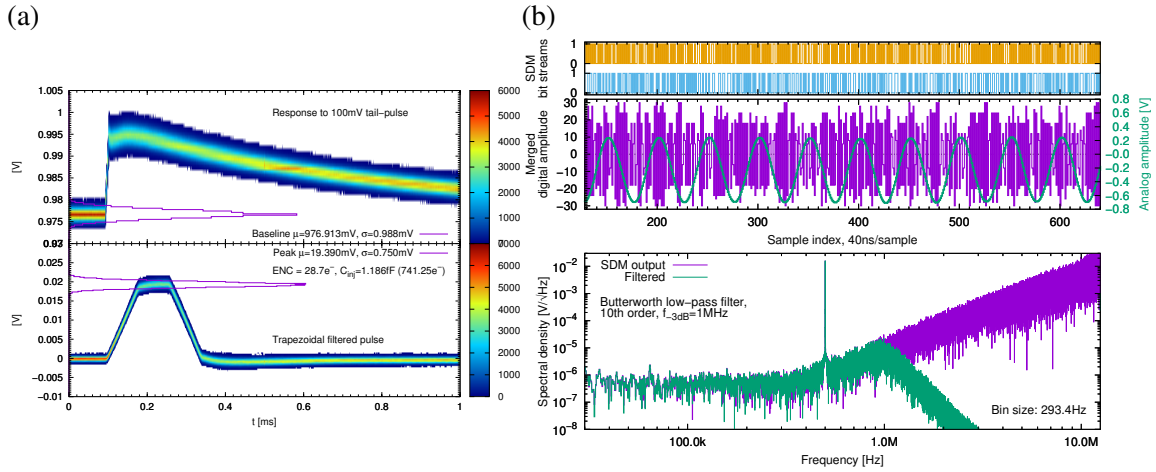 (a)
1.005
1
0.995
0.99
0.985
0.98
0.975
0.97
[V]
Response to 100mV tail−pulse
Baseline μ=976.913mV, σ=0.988mV
6000
5000
4000
3000
2000
1000
0
0.03
0.025
0.02
0.015
0.01
0.005
0
−0.005
−0.01
[V]
Peak μ=19.390mV, σ=0.750mV
ENC = 28.7e⁻, Cinj=1.186fF (741.25e⁻)
Trapezoidal filtered pulse
7000
6000
5000
4000
3000
2000
1000
0
0
0.2
0.4
0.6
0.8
1
t [ms]
(b)
SDM
bit streams
1
0
1
0
Merged
digital amplitude
30
20
10
0
−10
−20
−30
0.8
0.6
0.4
0.2
−0.0
−0.2
−0.4
−0.6
−0.8
Analog amplitude [V]
200
300
400
500
600
Sample index, 40ns/sample
Spectral density [V/√Hz]
10⁻²
10⁻³
10⁻⁴
10⁻⁵
10⁻⁶
10⁻⁷
10⁻⁸
SDM output
Filtered
Butterworth low−pass filter,
10th order, f−3dB=1MHz
Bin size: 293.4Hz
100.0k
1.0M
10.0M
Frequency [Hz]